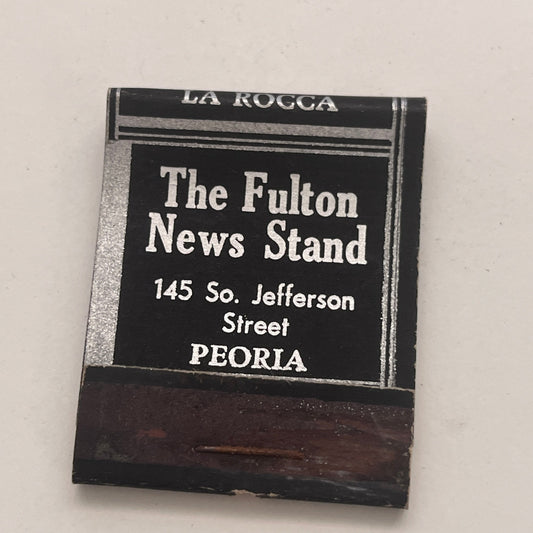 LA ROCCA
The Fulton
News Stand
145 So. Jefferson
Street
PEORIA